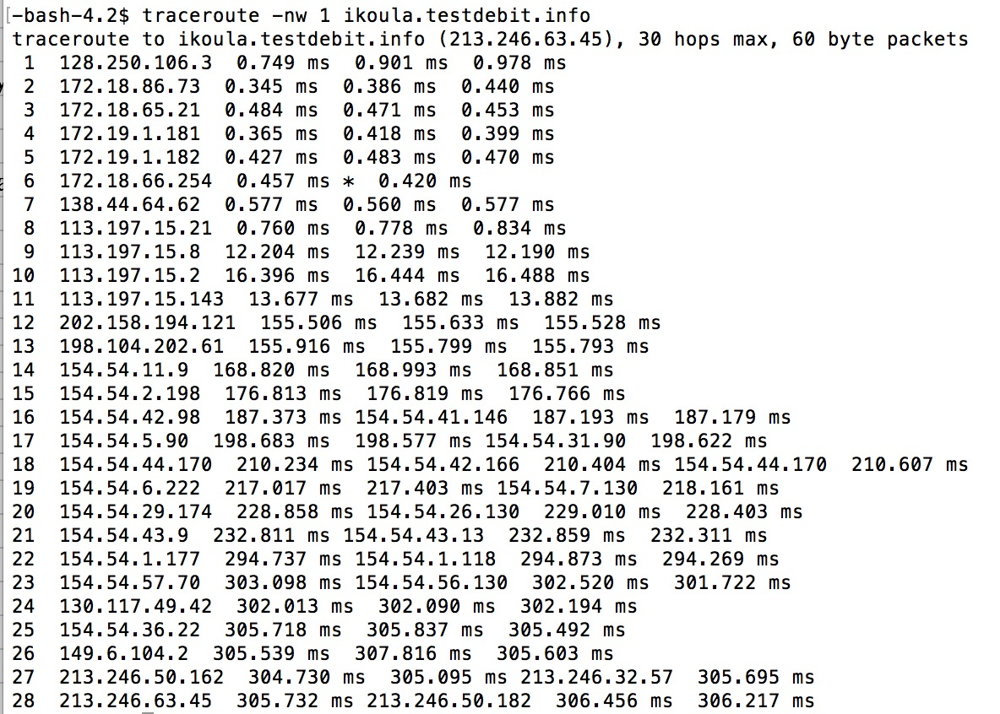 [-bash-4.2$ traceroute -nw 1 ikoula.testdebit.info
traceroute to ikoula.testdebit.info (213.246.63.45), 30 hops max, 60 byte packets
 1  128.250.106.3  0.749 ms  0.901 ms  0.978 ms
 2  172.18.86.73  0.345 ms  0.386 ms  0.440 ms
 3  172.18.65.21  0.484 ms  0.471 ms  0.453 ms
 4  172.19.1.181  0.365 ms  0.418 ms  0.399 ms
 5  172.19.1.182  0.427 ms  0.483 ms  0.470 ms
 6  172.18.66.254  0.457 ms *  0.420 ms
 7  138.44.64.62  0.577 ms  0.560 ms  0.577 ms
 8  113.197.15.21  0.760 ms  0.778 ms  0.834 ms
 9  113.197.15.8  12.204 ms  12.239 ms  12.190 ms
10  113.197.15.2  16.396 ms  16.444 ms  16.488 ms
11  113.197.15.143  13.677 ms  13.682 ms  13.882 ms
12  202.158.194.121  155.506 ms  155.633 ms  155.528 ms
13  198.104.202.61  155.916 ms  155.799 ms  155.793 ms
14  154.54.11.9  168.820 ms  168.993 ms  168.851 ms
15  154.54.2.198  176.813 ms  176.819 ms  176.766 ms
16  154.54.42.98  187.373 ms 154.54.41.146  187.193 ms  187.179 ms
17  154.54.5.90  198.683 ms  198.577 ms 154.54.31.90  198.622 ms
18  154.54.44.170  210.234 ms 154.54.42.166  210.404 ms 154.54.44.170  210.607 ms
19  154.54.6.222  217.017 ms  217.403 ms 154.54.7.130  218.161 ms
20  154.54.29.174  228.858 ms 154.54.26.130  229.010 ms  228.403 ms
21  154.54.43.9  232.811 ms 154.54.43.13  232.859 ms  232.311 ms
22  154.54.1.177  294.737 ms 154.54.1.118  294.873 ms  294.269 ms
23  154.54.57.70  303.098 ms 154.54.56.130  302.520 ms  301.722 ms
24  130.117.49.42  302.013 ms  302.090 ms  302.194 ms
25  154.54.36.22  305.718 ms  305.837 ms  305.492 ms
26  149.6.104.2  305.539 ms  307.816 ms  305.603 ms
27  213.246.50.162  304.730 ms  305.095 ms 213.246.32.57  305.695 ms
28  213.246.63.45  305.732 ms 213.246.50.182  306.456 ms  306.217 ms